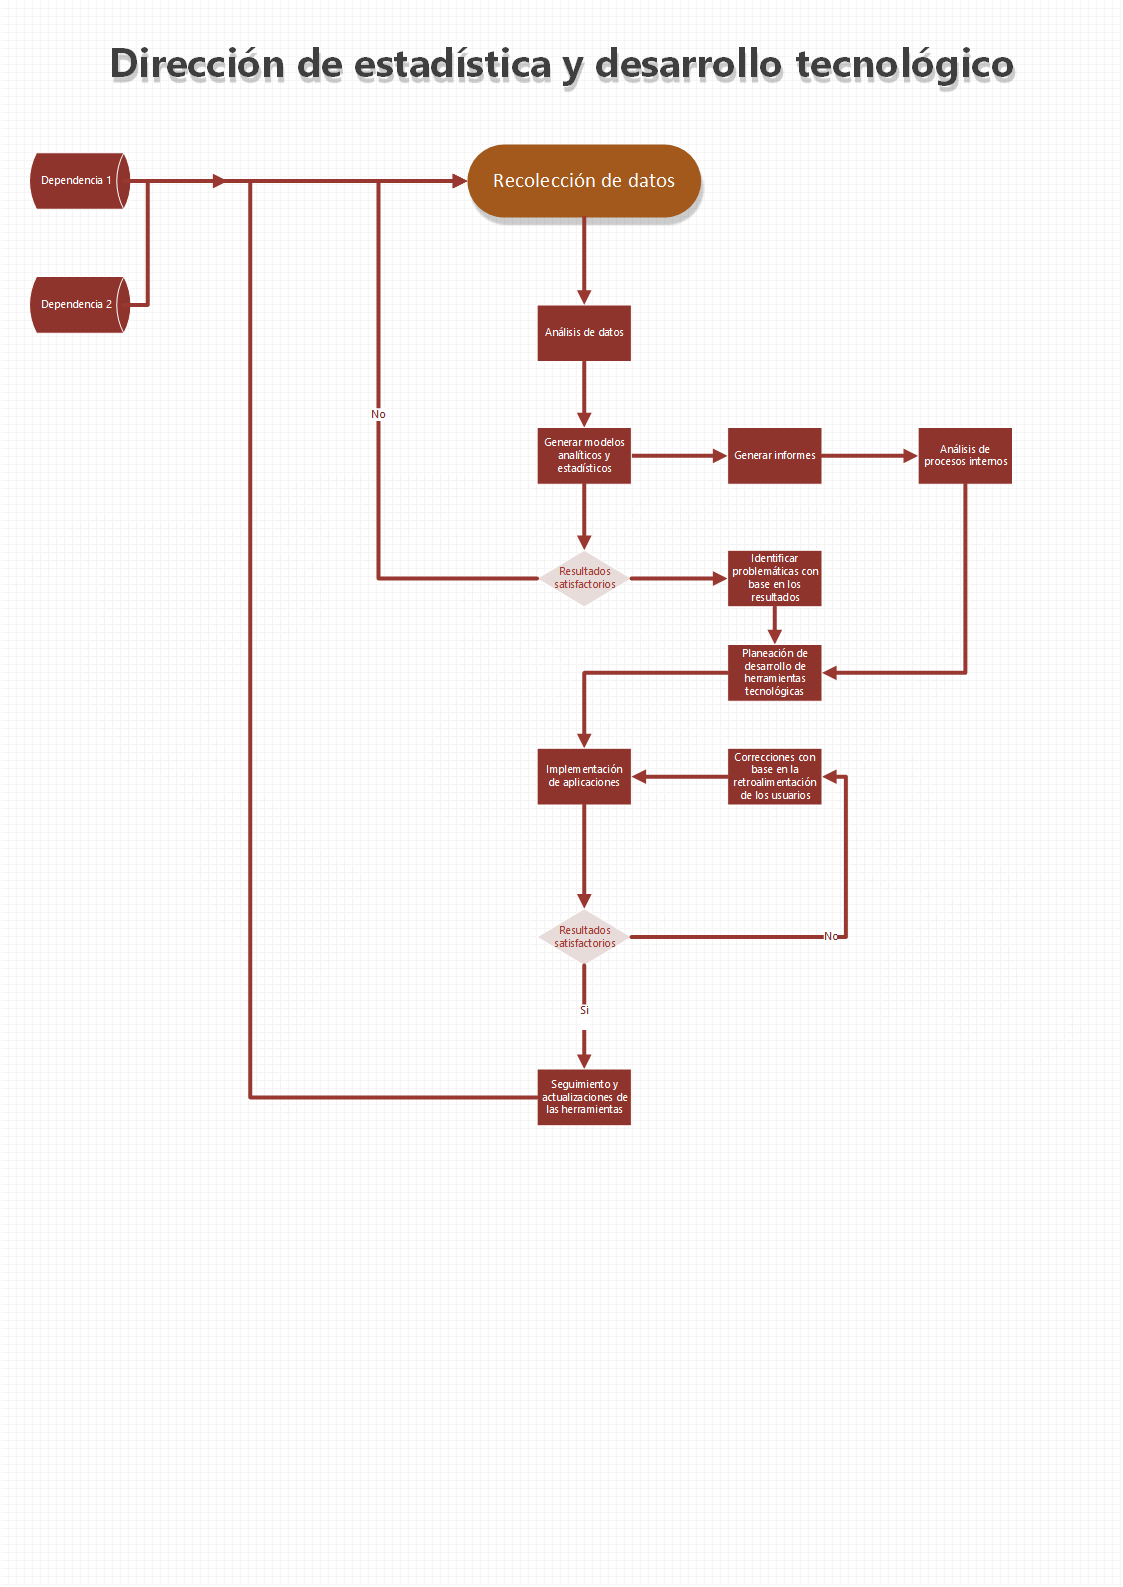 Dirección de estadística y desarrollo tecnológico
Dependencia 1
Recolección de datos
Dependencia 2
Análisis de datos
No
Generar modelos
analíticos y
estadísticos
Generar informes
Análisis de
procesos internos
Resultados
satisfactorios
Identificar
problemáticas con
base en los
resultados
Planeación de
desarrollo de
herramientas
tecnológicas
Implementación
de aplicaciones
Correcciones con
base en la
retroalimentación
de los usuarios
Resultados
satisfactorios
No
Si
Seguimiento y
actualizaciones de
las herramientas